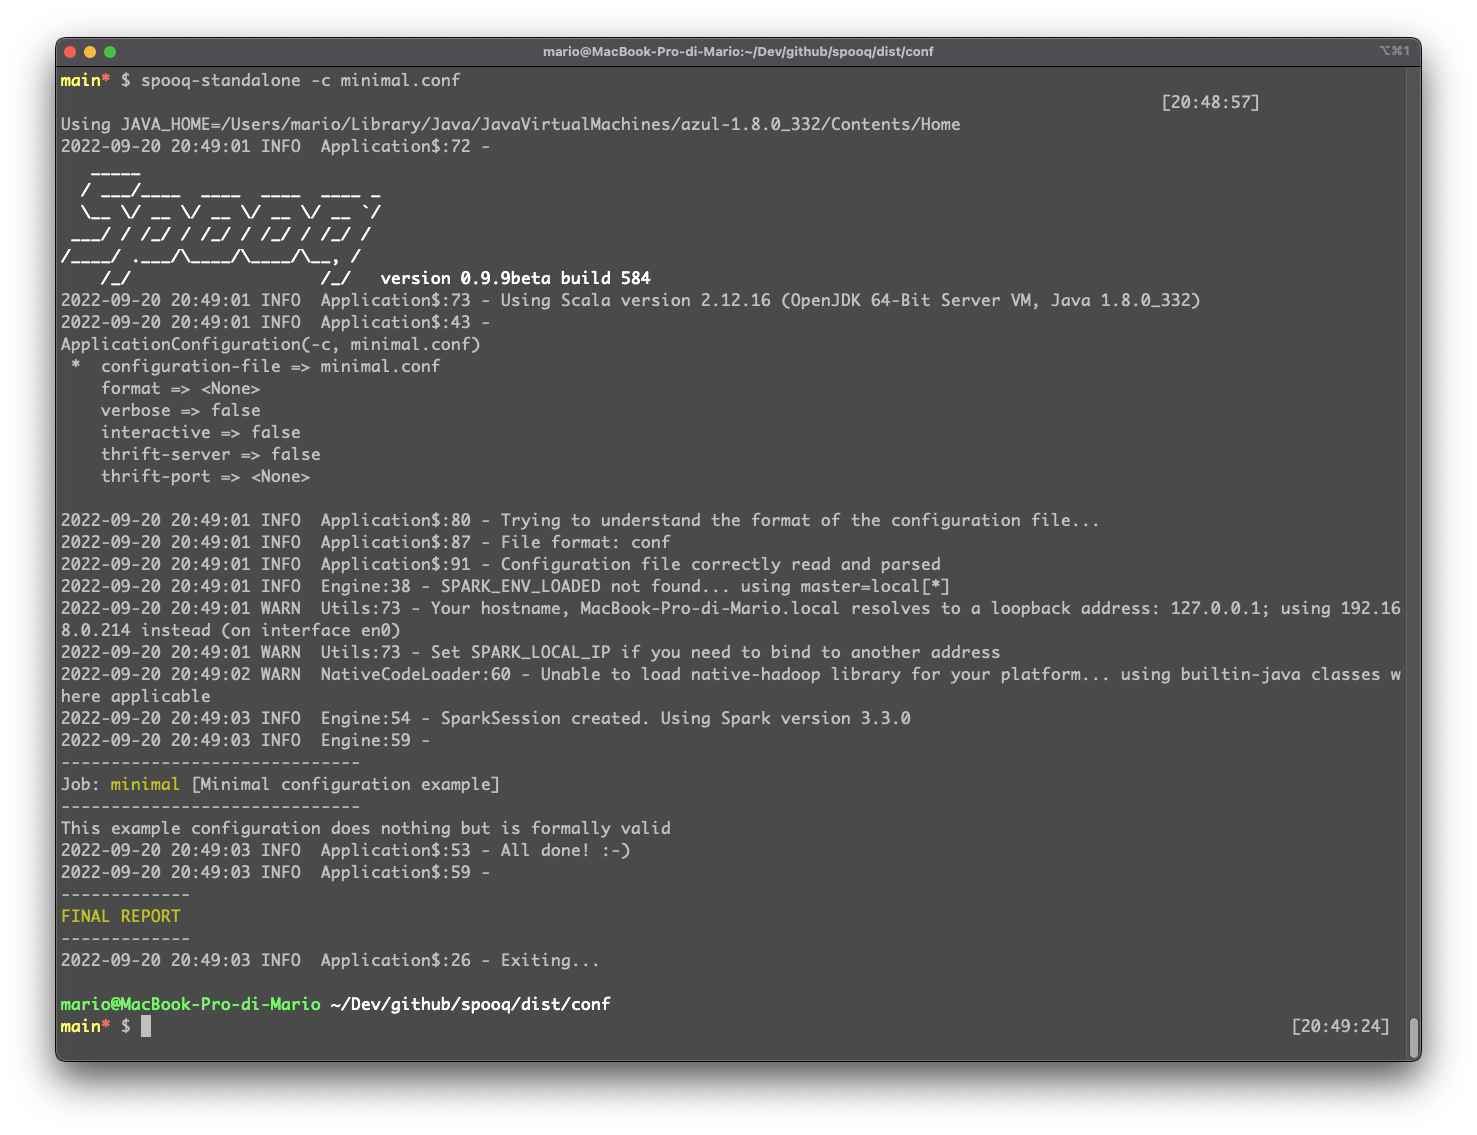 mario@MacBook-Pro-di-Mario:~/Dev/github/spooq/dist/conf ⌥⌘1
main* $ spooq-standalone -c minimal.conf
[20:48:57]
Using JAVA_HOME=/Users/mario/Library/Java/JavaVirtualMachines/azul-1.8.0_332/Contents/Home
2022-09-20 20:49:01 INFO  Application$:72 -
   _____
  / ___/____  ____  ____  ____ _
  \__ \/ __ \/ __ \/ __ \/ __ `/
 ___/ / /_/ / /_/ / /_/ / /_/ /
/____/ .___/\____/\____/\__, /
    /_/                   /_/   version 0.9.9beta build 584
2022-09-20 20:49:01 INFO  Application$:73 - Using Scala version 2.12.16 (OpenJDK 64-Bit Server VM, Java 1.8.0_332)
2022-09-20 20:49:01 INFO  Application$:43 -
ApplicationConfiguration(-c, minimal.conf)
 *  configuration-file => minimal.conf
    format => <None>
    verbose => false
    interactive => false
    thrift-server => false
    thrift-port => <None>
2022-09-20 20:49:01 INFO  Application$:80 - Trying to understand the format of the configuration file...
2022-09-20 20:49:01 INFO  Application$:87 - File format: conf
2022-09-20 20:49:01 INFO  Application$:91 - Configuration file correctly read and parsed
2022-09-20 20:49:01 INFO  Engine:38 - SPARK_ENV_LOADED not found... using master=local[*]
2022-09-20 20:49:01 WARN  Utils:73 - Your hostname, MacBook-Pro-di-Mario.local resolves to a loopback address: 127.0.0.1; using 192.16
8.0.214 instead (on interface en0)
2022-09-20 20:49:01 WARN  Utils:73 - Set SPARK_LOCAL_IP if you need to bind to another address
2022-09-20 20:49:02 WARN  NativeCodeLoader:60 - Unable to load native-hadoop library for your platform... using builtin-java classes w
here applicable
2022-09-20 20:49:03 INFO  Engine:54 - SparkSession created. Using Spark version 3.3.0
2022-09-20 20:49:03 INFO  Engine:59 -
------------------------------
Job: minimal [Minimal configuration example]
------------------------------
This example configuration does nothing but is formally valid
2022-09-20 20:49:03 INFO  Application$:53 - All done! :-)
2022-09-20 20:49:03 INFO  Application$:59 -
-------------
FINAL REPORT
-------------
2022-09-20 20:49:03 INFO  Application$:26 - Exiting...
mario@MacBook-Pro-di-Mario ~/Dev/github/spooq/dist/conf
main* $ [20:49:24]